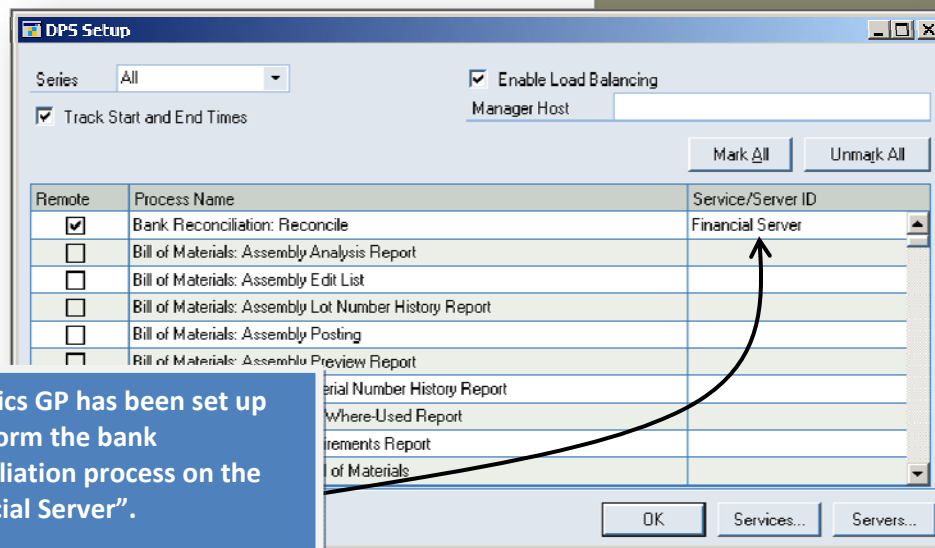 DPS Setup
Series All
Enable Load Balancing
Track Start and End Times
Manager Host
Mark All Unmark All
Remote Process Name Service/Server ID
Bank Reconciliation: Reconcile Financial Server
Bill of Materials: Assembly Analysis Report
Bill of Materials: Assembly Edit List
Bill of Materials: Assembly Lot Number History Report
Bill of Materials: Assembly Posting
Bill of Materials: Assembly Preview Report
erial Number History Report
Where-Used Report
irements Report
l of Materials
ics GP has been set up
orm the bank
liation process on the
cial Server”.
OK Services... Servers...